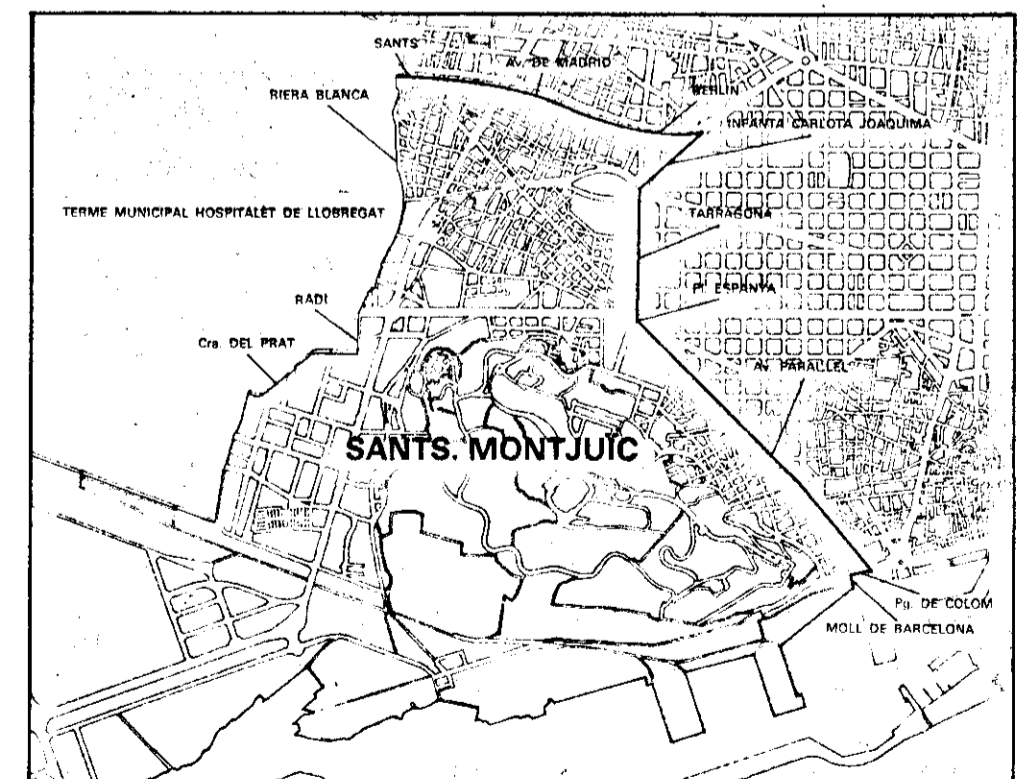 SANTS
AV. DE MADRID
RIERA BLANCA
BERLIN
INFANTA CARLOTA JOAQUIMA
TERME MUNICIPAL HOSPITALET DE LLOBREGAT
TARRAGONA
RADI
Pl. ESPANYA
Cra. DEL PRAT
AV. PARAL·LEL
SANTS. MONTJUÏC
Pg. DE COLOM
MOLL DE BARCELONA